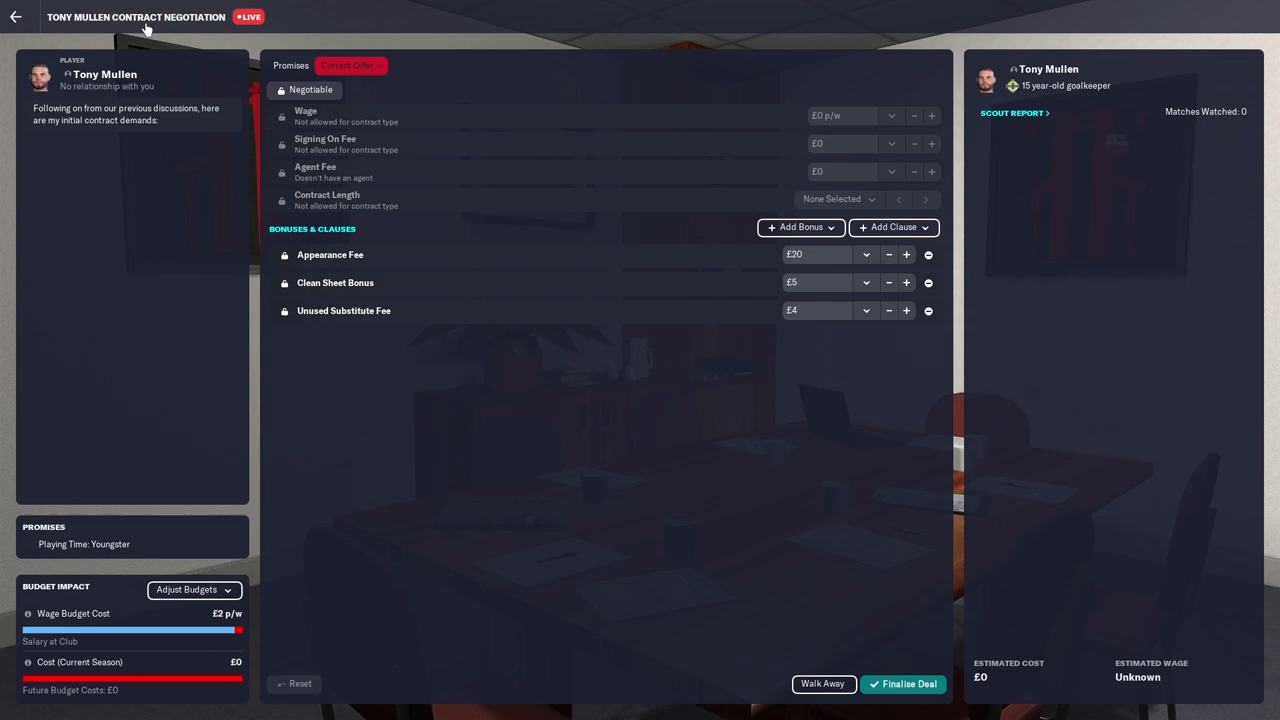 TONY MULLEN CONTRACT NEGOTIATION
LIVE
PLAYER
Tony Mullen
No relationship with you
Following on from our previous discussions, here
are my initial contract demands:
PROMISES
Playing Time: Youngster
BUDGET IMPACT
Adjust Budgets
Wage Budget Cost
£2 p/w
Salary at Club
Cost (Current Season)
£0
Future Budget Costs: £0
Promises
Current Offer
Negotiable
Wage
Not allowed for contract type
£0 p/w
Signing On Fee
Not allowed for contract type
£0
Agent Fee
Doesn't have an agent
£0
Contract Length
Not allowed for contract type
None Selected
BONUSES & CLAUSES
Add Bonus
Add Clause
Appearance Fee
£20
Clean Sheet Bonus
£5
Unused Substitute Fee
£4
Reset
Walk Away
Finalise Deal
Tony Mullen
15 year-old goalkeeper
SCOUT REPORT >
Matches Watched: 0
ESTIMATED COST
£0
ESTIMATED WAGE
Unknown